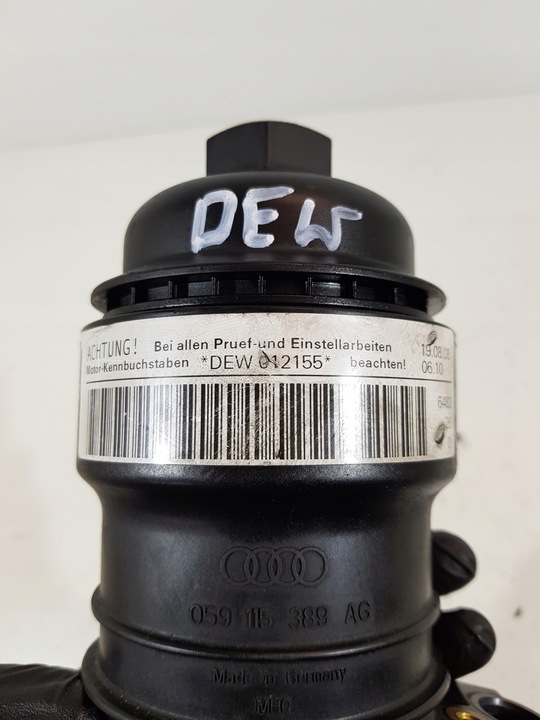 DEW
ACHTUNG! Bei allen Pruef-und Einstellarbeiten
Motor-Kennbuchstaben *DEW 012155* beachten! 06.10
059 115 389 AG
Made in Germany